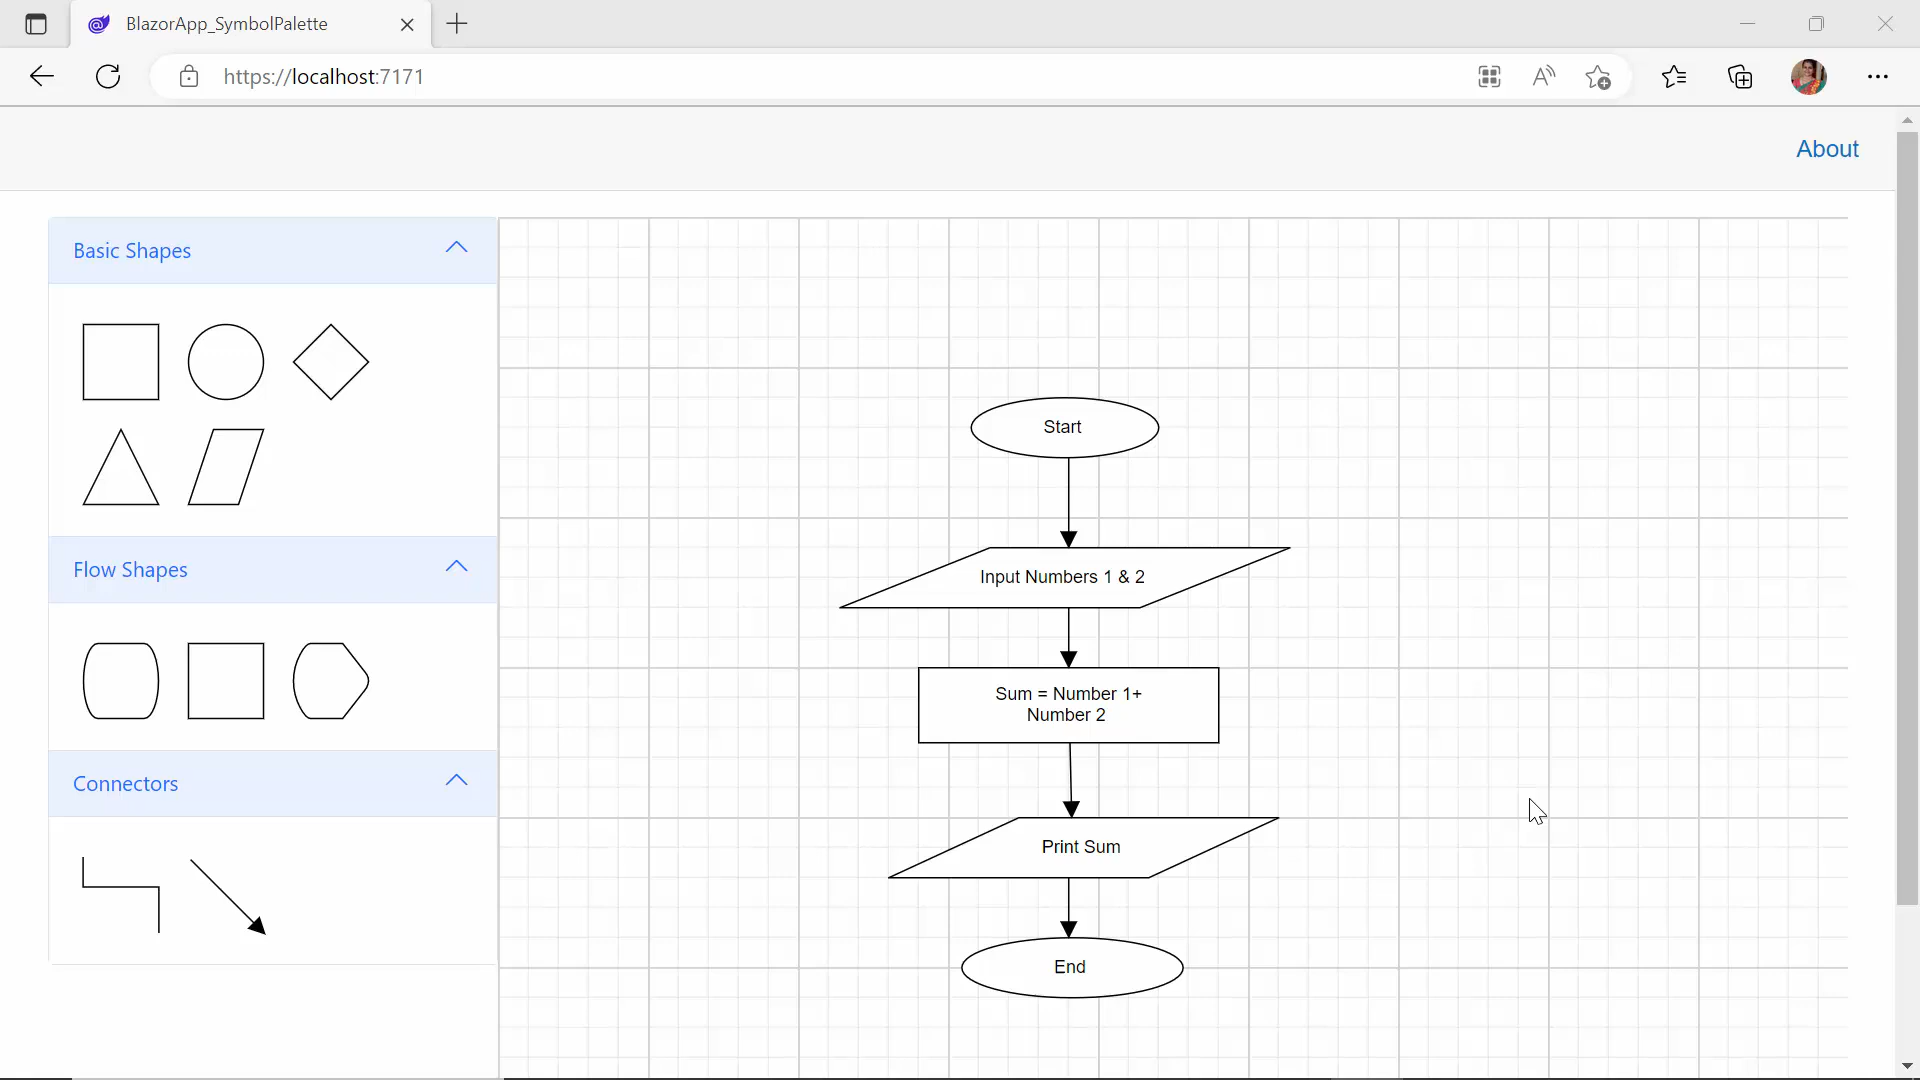 BlazorApp_SymbolPalette
https://localhost:7171
About
Basic Shapes
Flow Shapes
Connectors
Start
Input Numbers 1 & 2
Sum = Number 1+
Number 2
Print Sum
End